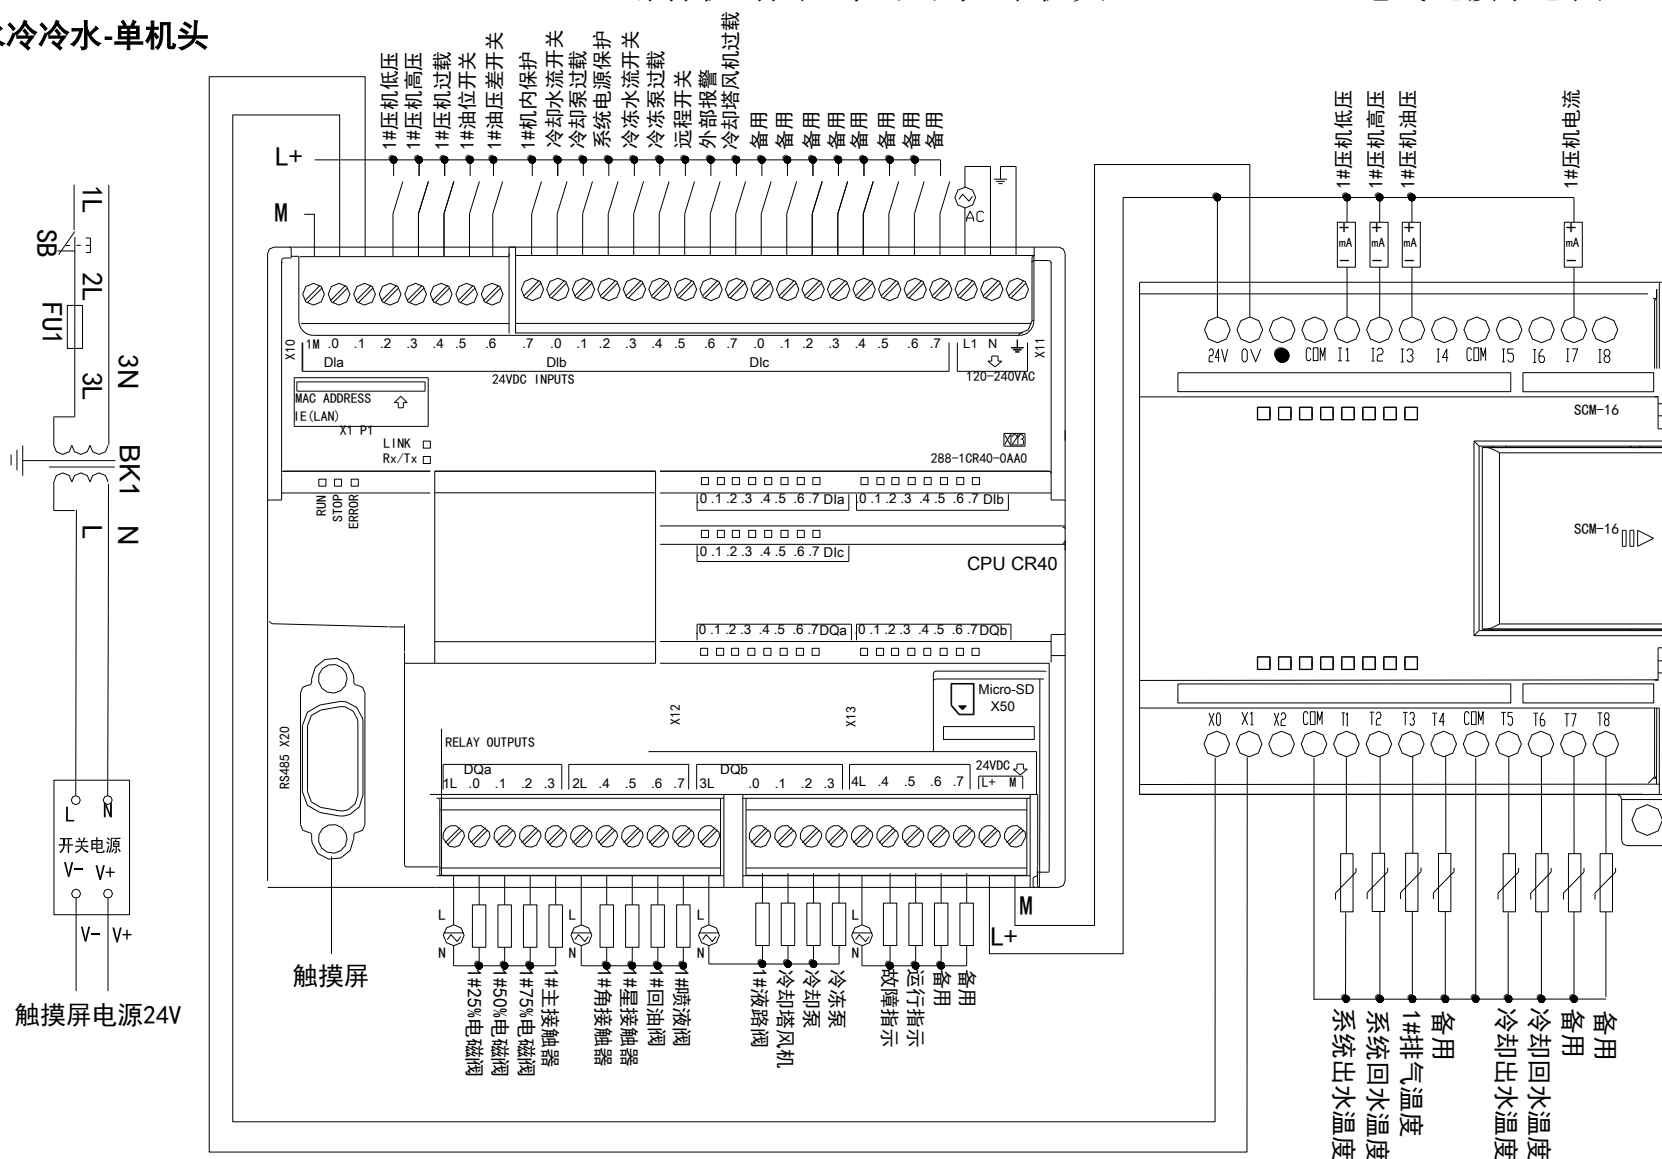 冷冷水-单机头
1#压机低压
1#压机高压
1#压机过载
1#油位开关
1#油压差开关
1#机内保护
冷却水流开关
冷却泵过载
系统电源保护
冷冻水流开关
冷冻泵过载
远程开关
外部报警
冷却塔风机过载
备用
备用
备用
备用
备用
备用
备用
备用
1#压机低压
1#压机高压
1#压机油压
1#压机电流
L+
M
AC
+ mA −
+ mA −
+ mA −
+ mA −
1L
SB
2L
FU1
3L
3N
BK1
L
N
L N
开关电源
V- V+
V- V+
触摸屏电源24V
X10
1M .0 .1 .2 .3 .4 .5 .6 .7 .0 .1 .2 .3 .4 .5 .6 .7 .0 .1 .2 .3 .4 .5 .6 .7 L1 N
X11
DIa DIb DIc
24VDC INPUTS
120-240VAC
MAC ADDRESS
IE(LAN)
X1 P1
LINK
Rx/Tx
288-1CR40-0AA0
RUN
STOP
ERROR
.0 .1 .2 .3 .4 .5 .6 .7 DIa .0 .1 .2 .3 .4 .5 .6 .7 DIb
.0 .1 .2 .3 .4 .5 .6 .7 DIc
CPU CR40
.0 .1 .2 .3 .4 .5 .6 .7 DQa .0 .1 .2 .3 .4 .5 .6 .7 DQb
Micro-SD
X50
X12
X13
RS485 X20
RELAY OUTPUTS
24VDC
DQa DQb
1L .0 .1 .2 .3 2L .4 .5 .6 .7 3L .0 .1 .2 .3 4L .4 .5 .6 .7 L+ M
L
N
L
N
L
N
L
N
M
L+
触摸屏
1#25%电磁阀
1#50%电磁阀
1#75%电磁阀
1#主接触器
1#角接触器
1#星接触器
1#回油阀
1#喷液阀
1#液路阀
冷却塔风机
冷却泵
冷冻泵
故障指示
运行指示
备用
备用
24V 0V COM I1 I2 I3 I4 COM I5 I6 I7 I8
SCM-16
SCM-16
X0 X1 X2 COM T1 T2 T3 T4 COM T5 T6 T7 T8
系统出水温度
系统回水温度
1#排气温度
备用
冷却出水温度
冷却回水温度
备用
备用